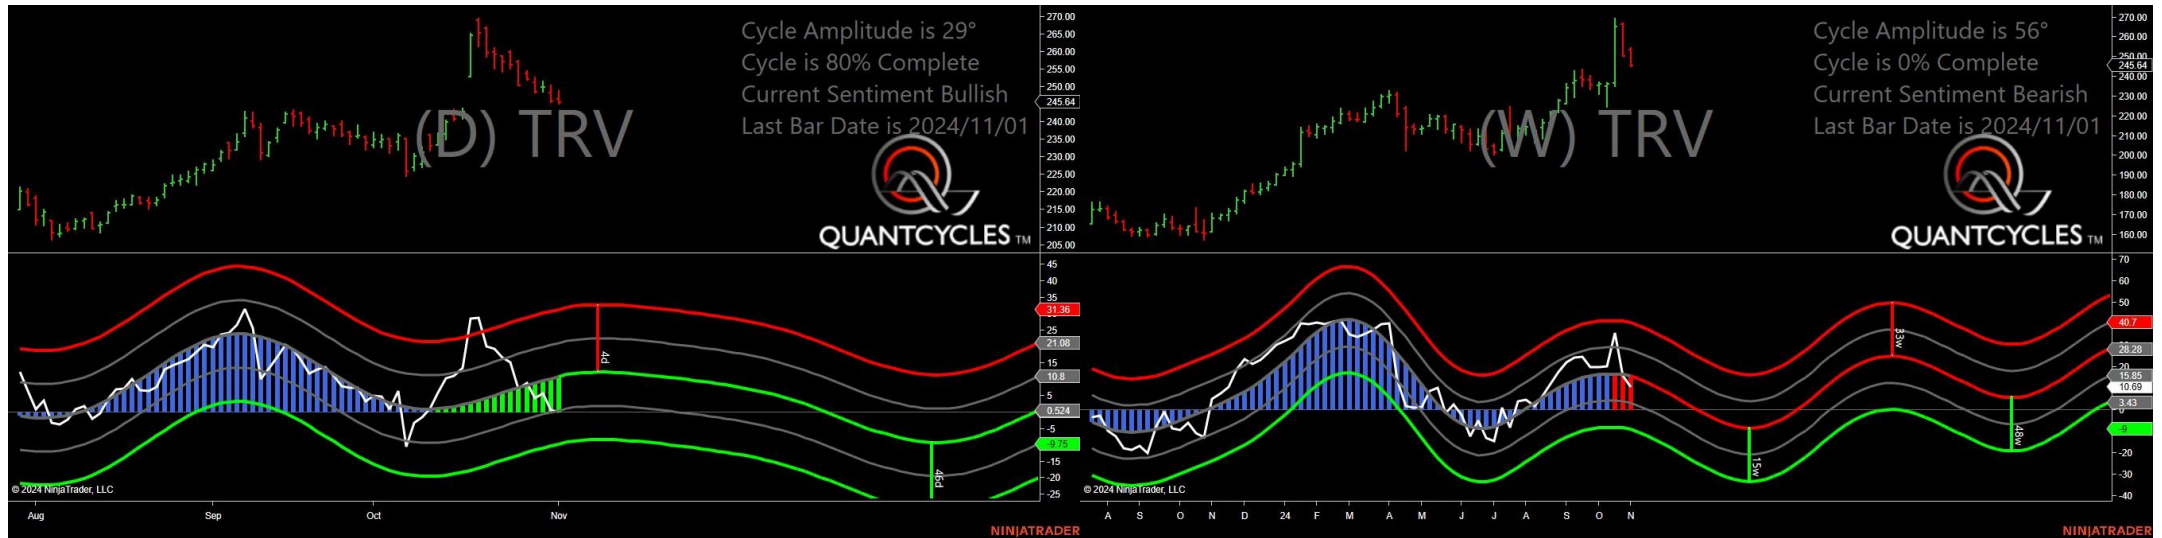 Cycle Amplitude is 29°
Cycle is 80% Complete
Current Sentiment Bullish
Last Bar Date is 2024/11/01
(D) TRV
QUANTCYCLES TM
270.00
265.00
260.00
255.00
250.00
245.64
240.00
235.00
230.00
225.00
220.00
215.00
210.00
205.00
45
40
35
31.36
25
21.08
15
10.8
5
0.524
-5
-9.75
-15
-20
-25
4d
46d
© 2024 NinjaTrader, LLC
Aug Sep Oct Nov
NINJATRADER
Cycle Amplitude is 56°
Cycle is 0% Complete
Current Sentiment Bearish
Last Bar Date is 2024/11/01
(W) TRV
QUANTCYCLES TM
270.00
260.00
250.00
245.64
240.00
230.00
220.00
210.00
200.00
190.00
180.00
170.00
160.00
70
60
50
40.7
28.28
20
15.85
10.69
3.43
0
-9
-20
-30
-40
33w
15w
48w
© 2024 NinjaTrader, LLC
A S O N D 24 F M A M J J A S O N
NINJATRADER